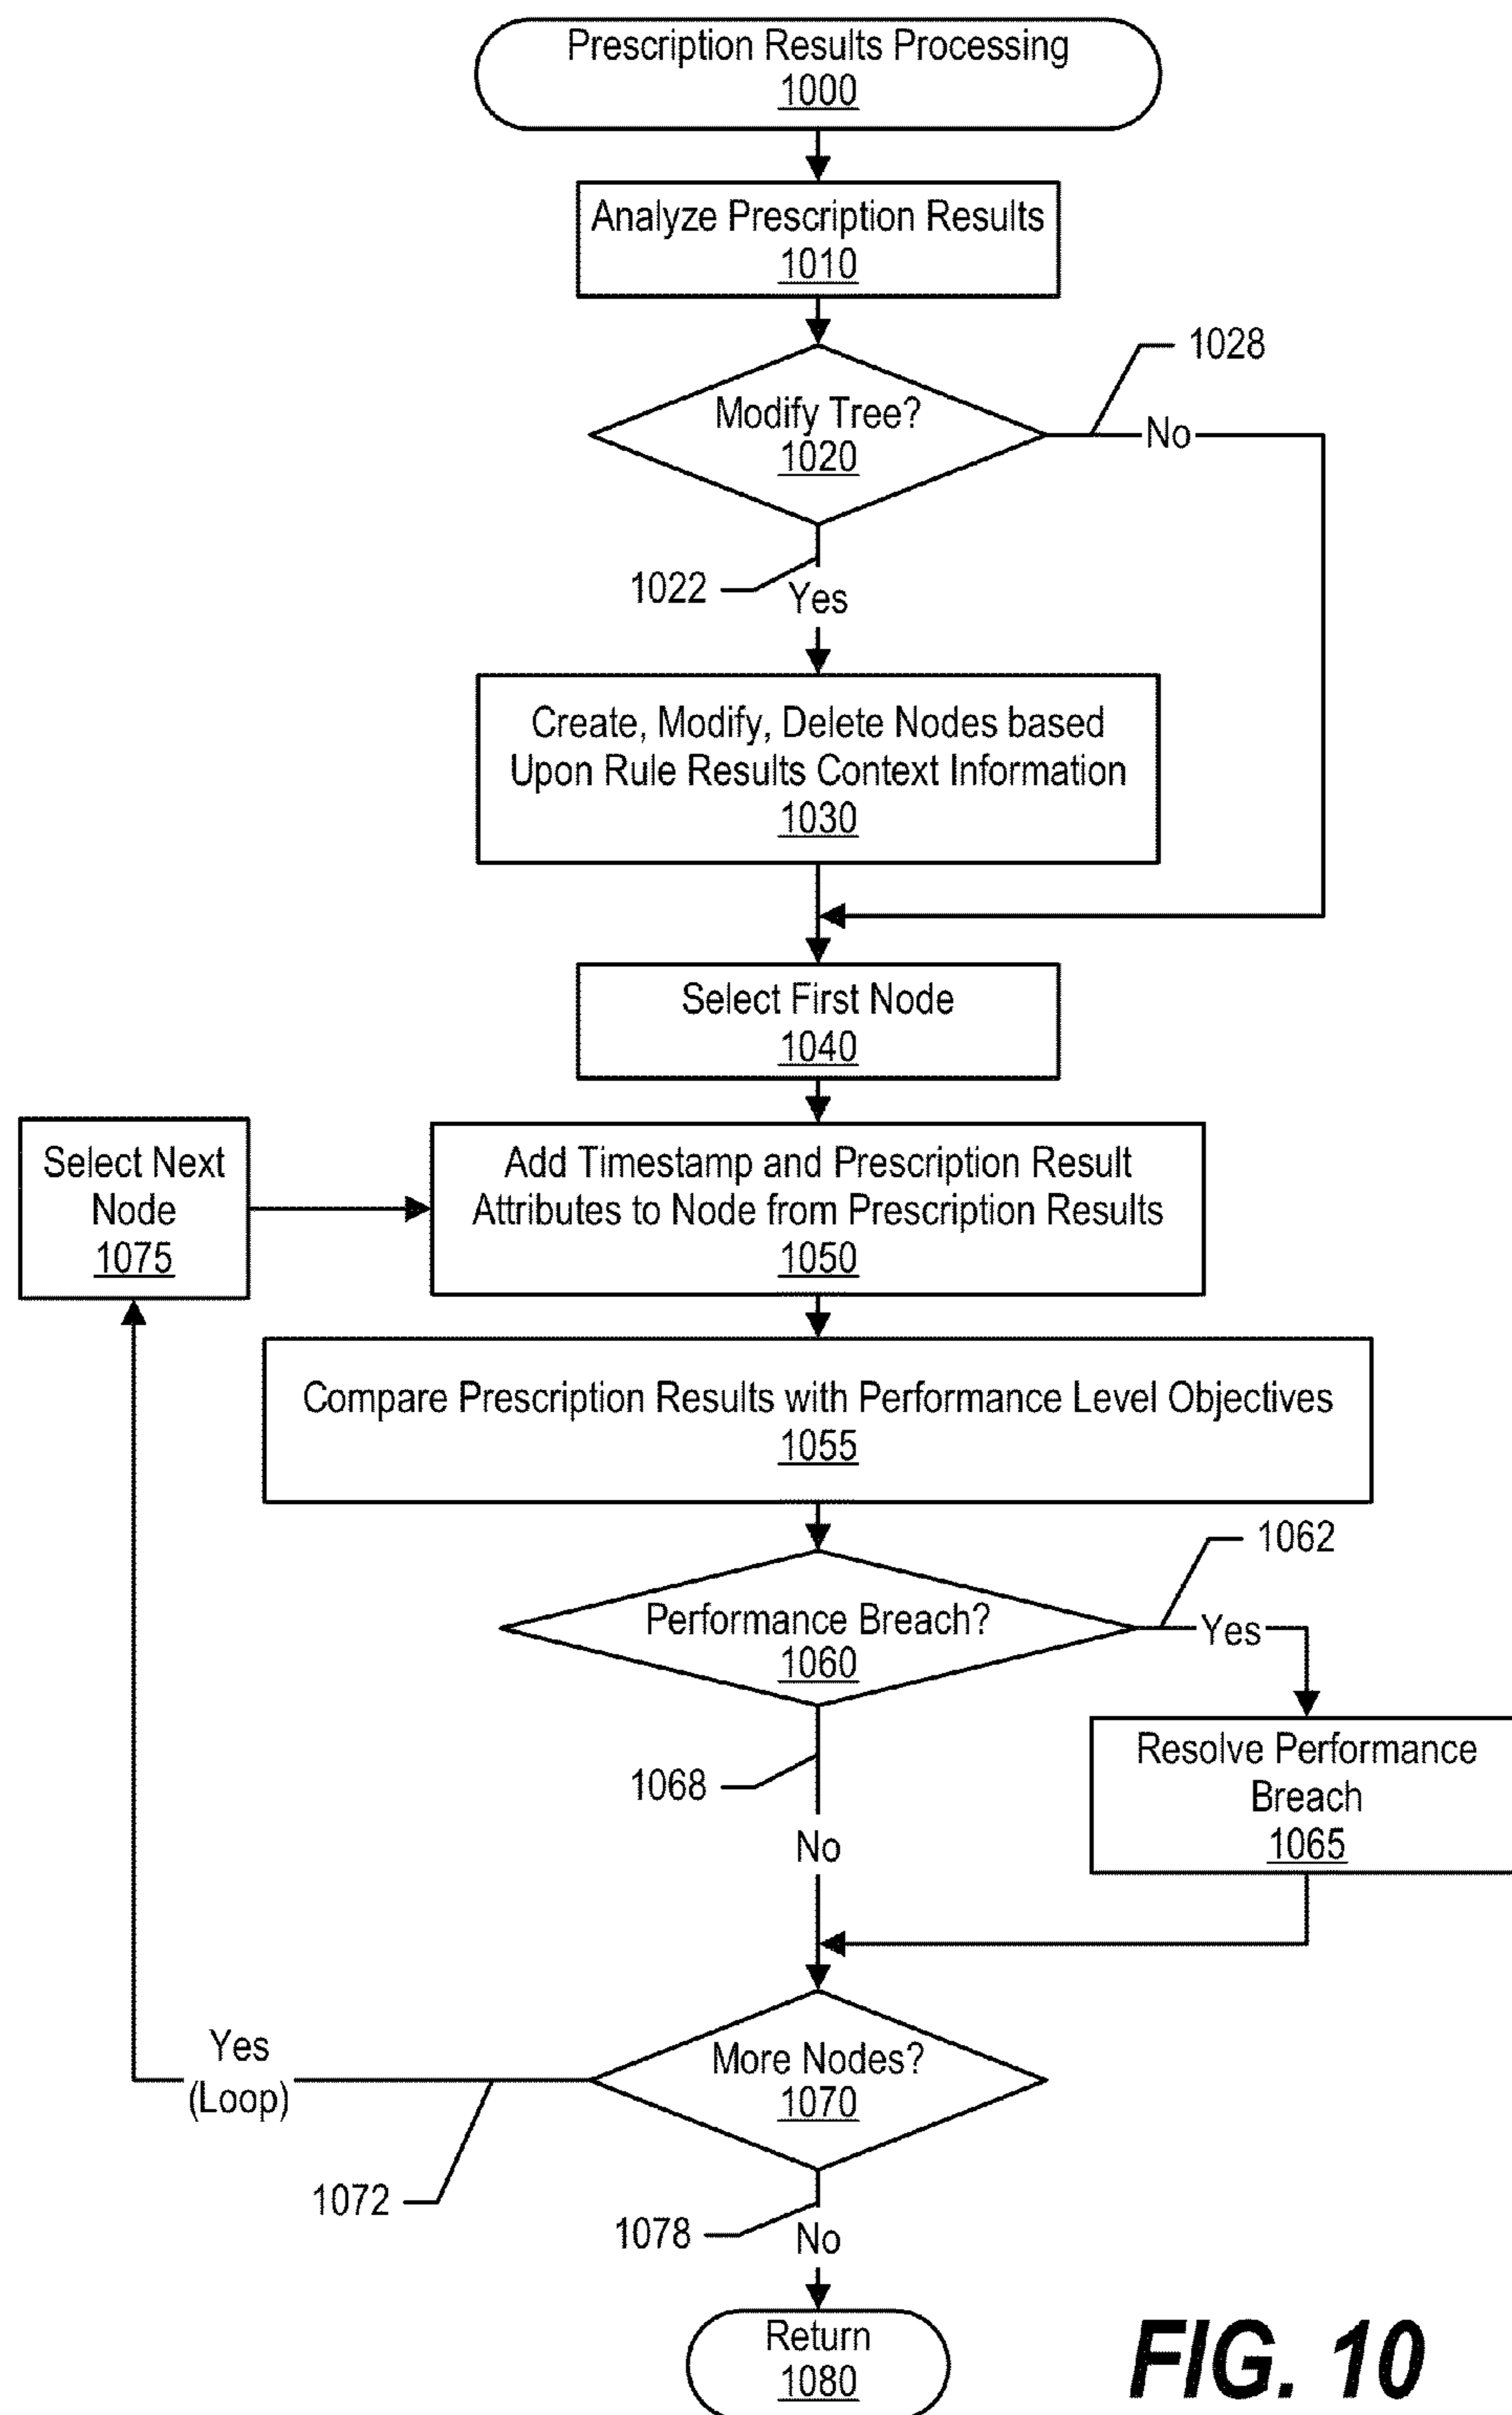 Prescription Results Processing
1000
Analyze Prescription Results
1010
1028
Modify Tree?
1020
No
1022
Yes
Create, Modify, Delete Nodes based
Upon Rule Results Context Information
1030
Select First Node
1040
Select Next
Node
1075
Add Timestamp and Prescription Result
Attributes to Node from Prescription Results
1050
Compare Prescription Results with Performance Level Objectives
1055
1062
Performance Breach?
1060
Yes
Resolve Performance
Breach
1065
1068
No
Yes
(Loop)
More Nodes?
1070
1072
1078
No
Return
1080
FIG. 10